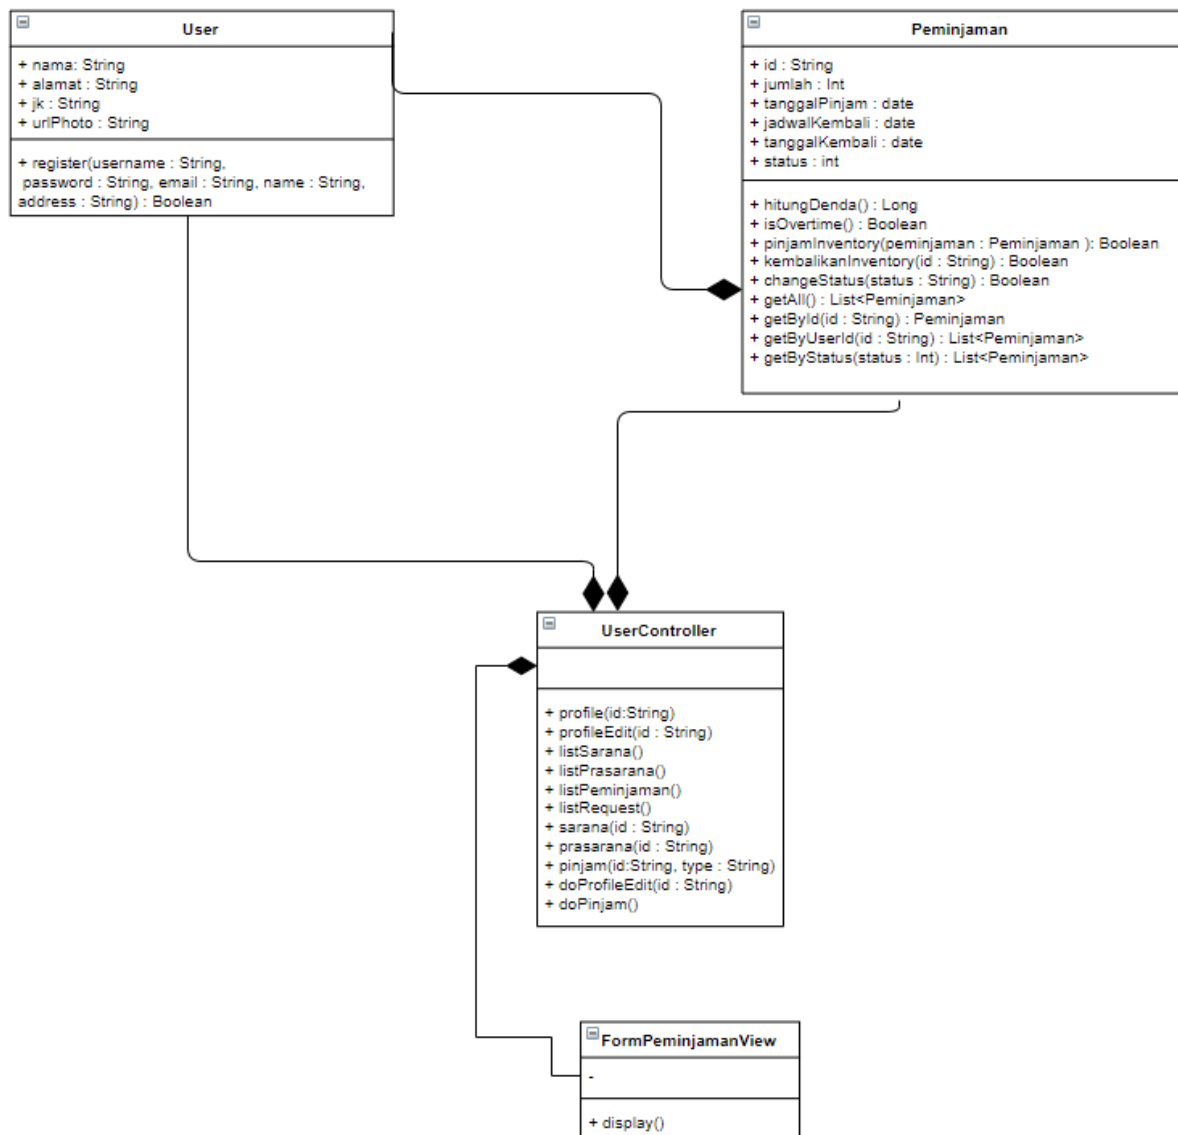 User
+ nama: String
+ alamat : String
+ jk : String
+ urlPhoto : String
+ register(username : String,
password : String, email : String, name : String,
address : String) : Boolean
Peminjaman
+ id : String
+ jumlah : Int
+ tanggalPinjam : date
+ jadwalKembali : date
+ tanggalKembali : date
+ status : int
+ hitungDenda() : Long
+ isOvertime() : Boolean
+ pinjamInventory(peminjaman : Peminjaman ): Boolean
+ kembalikanInventory(id : String) : Boolean
+ changeStatus(status : String) : Boolean
+ getAll() : List<Peminjaman>
+ getById(id : String) : Peminjaman
+ getByUserId(id : String) : List<Peminjaman>
+ getByStatus(status : Int) : List<Peminjaman>
UserController
+ profile(id:String)
+ profileEdit(id : String)
+ listSarana()
+ listPrasarana()
+ listPeminjaman()
+ listRequest()
+ sarana(id : String)
+ prasarana(id : String)
+ pinjam(id:String, type : String)
+ doProfileEdit(id : String)
+ doPinjam()
FormPeminjamanView
-
+ display()